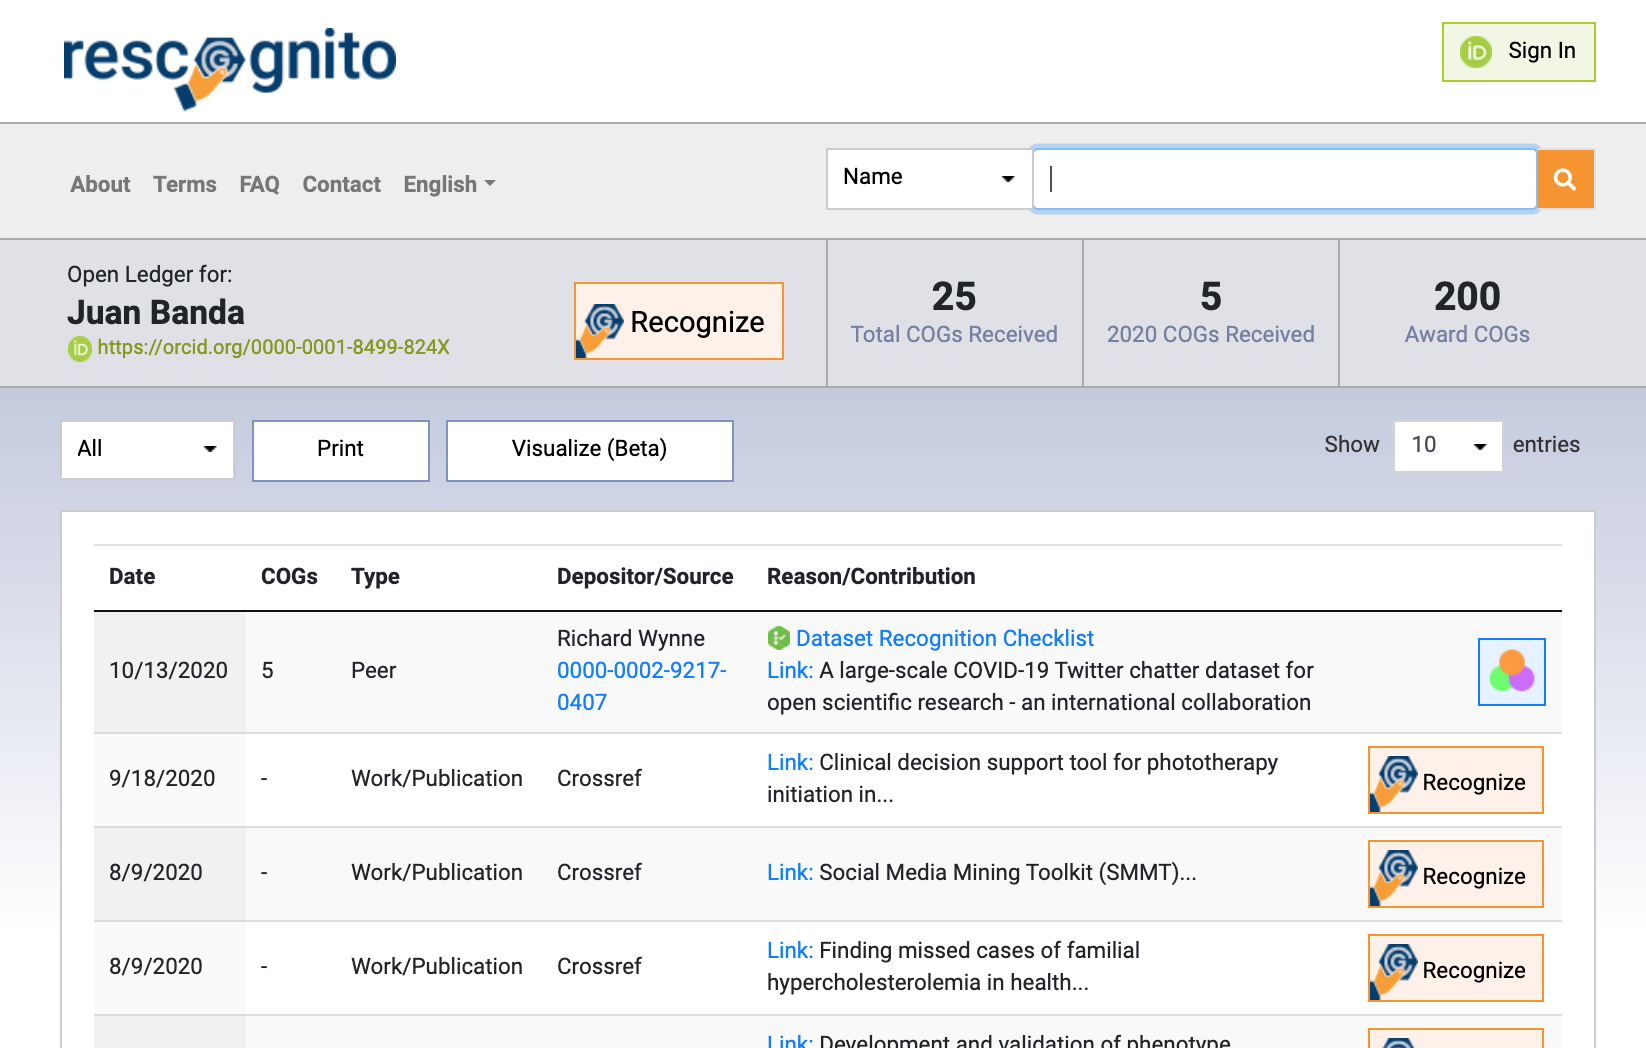 rescognito
iD Sign In
About Terms FAQ Contact English
Name
Open Ledger for:
Juan Banda
iD https://orcid.org/0000-0001-8499-824X
Recognize
25
Total COGs Received
5
2020 COGs Received
200
Award COGs
All
Print
Visualize (Beta)
Show 10 entries
Date COGs Type Depositor/Source Reason/Contribution
10/13/2020 5 Peer
Richard Wynne
0000-0002-9217-
0407
Dataset Recognition Checklist
Link: A large-scale COVID-19 Twitter chatter dataset for
open scientific research - an international collaboration
9/18/2020 - Work/Publication Crossref
Link: Clinical decision support tool for phototherapy
initiation in...
Recognize
8/9/2020 - Work/Publication Crossref
Link: Social Media Mining Toolkit (SMMT)...
Recognize
8/9/2020 - Work/Publication Crossref
Link: Finding missed cases of familial
hypercholesterolemia in health...
Recognize
Link: Development and validation of phenotype